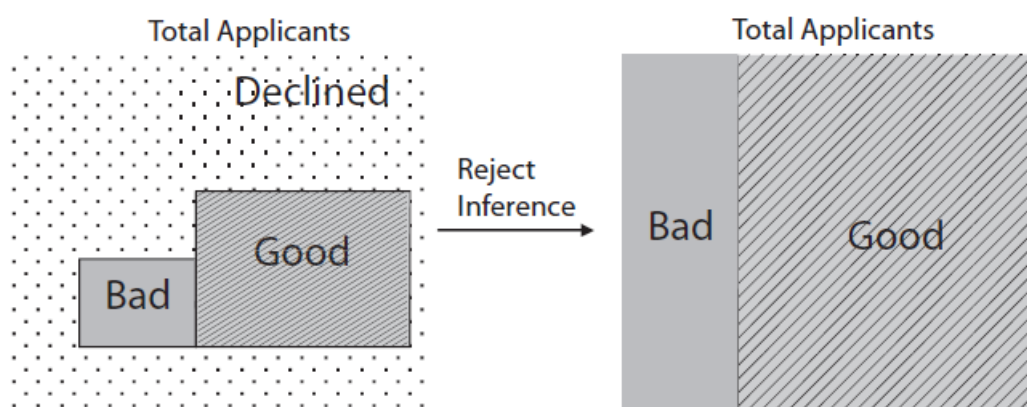 Total Applicants
Declined
Good
Bad
Reject
Inference
Total Applicants
Bad
Good